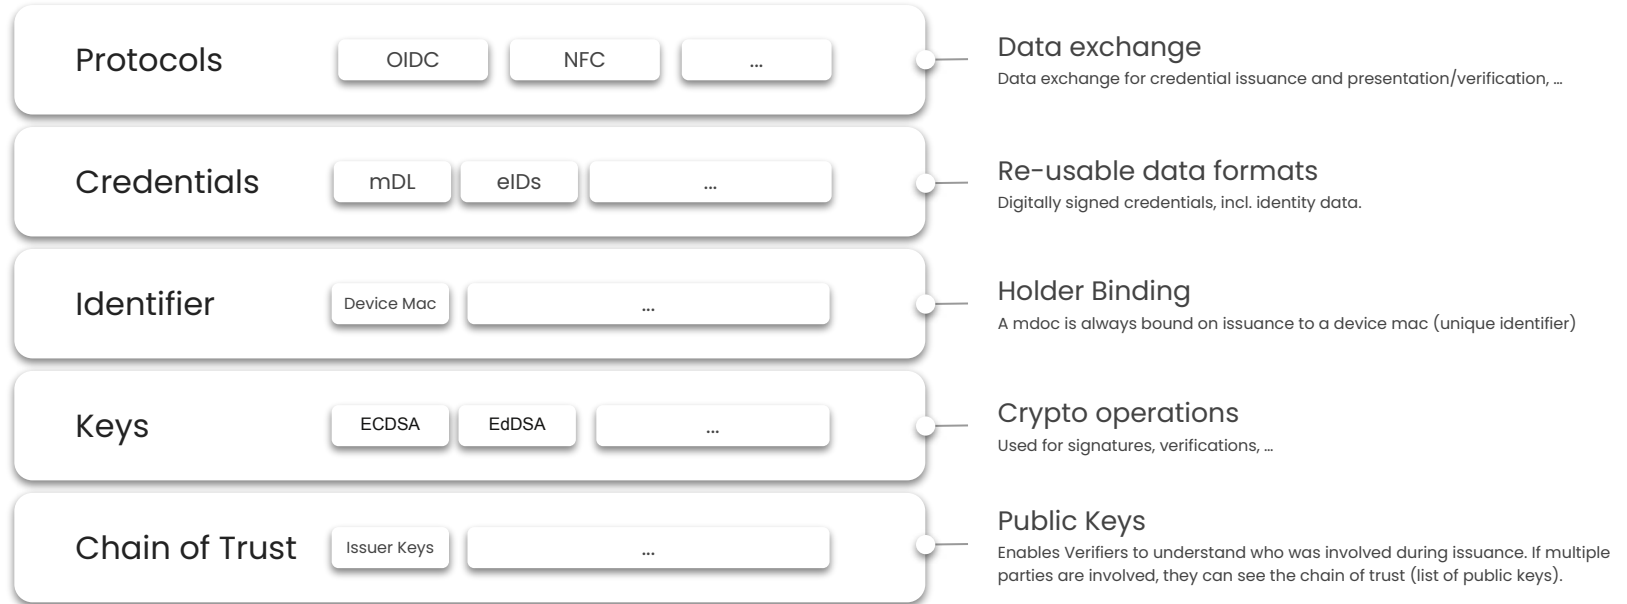 Protocols
OIDC
NFC
...
Data exchange
Data exchange for credential issuance and presentation/verification, ...
Credentials
mDL
eIDs
...
Re-usable data formats
Digitally signed credentials, incl. identity data.
Identifier
Device Mac
...
Holder Binding
A mdoc is always bound on issuance to a device mac (unique identifier)
Keys
ECDSA
EdDSA
...
Crypto operations
Used for signatures, verifications, ...
Chain of Trust
Issuer Keys
...
Public Keys
Enables Verifiers to understand who was involved during issuance. If multiple
parties are involved, they can see the chain of trust (list of public keys).